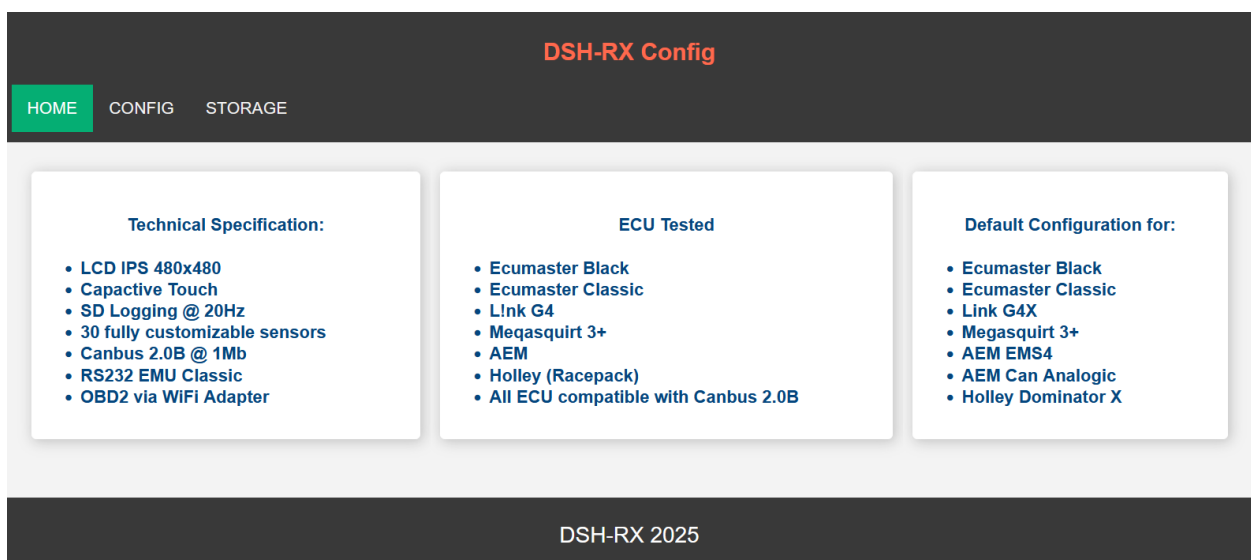 DSH-RX Config
HOME CONFIG STORAGE
Technical Specification:
• LCD IPS 480x480
• Capactive Touch
• SD Logging @ 20Hz
• 30 fully customizable sensors
• Canbus 2.0B @ 1Mb
• RS232 EMU Classic
• OBD2 via WiFi Adapter
ECU Tested
• Ecumaster Black
• Ecumaster Classic
• L!nk G4
• Meqasquirt 3+
• AEM
• Holley (Racepack)
• All ECU compatible with Canbus 2.0B
Default Configuration for:
• Ecumaster Black
• Ecumaster Classic
• Link G4X
• Megasquirt 3+
• AEM EMS4
• AEM Can Analogic
• Holley Dominator X
DSH-RX 2025